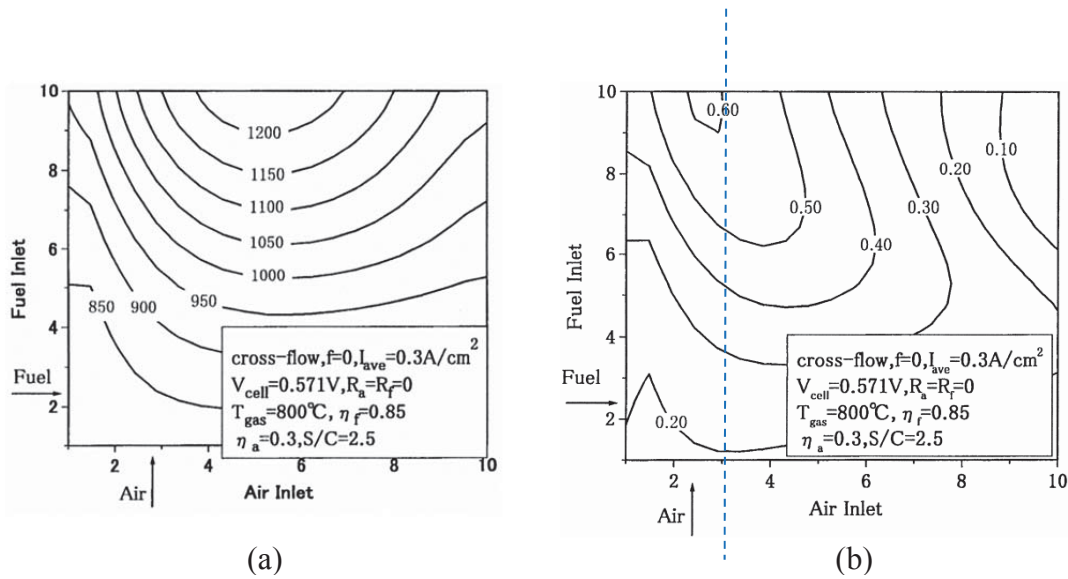 10
8
6
4
2
Fuel Inlet
Fuel
1200
1150
1100
1050
1000
950
900
850
cross-flow,f=0,I_ave=0.3A/cm²
V_cell=0.571V,R_a=R_f=0
T_gas=800℃, η_f=0.85
η_a=0.3,S/C=2.5
2
4
6
8
10
Air
Air Inlet
(a)
10
8
6
4
2
Fuel Inlet
Fuel
0.60
0.50
0.40
0.30
0.20
0.10
0.20
cross-flow,f=0,I_ave=0.3A/cm²
V_cell=0.571V,R_a=R_f=0
T_gas=800℃, η_f=0.85
η_a=0.3,S/C=2.5
2
4
6
8
10
Air
Air Inlet
(b)